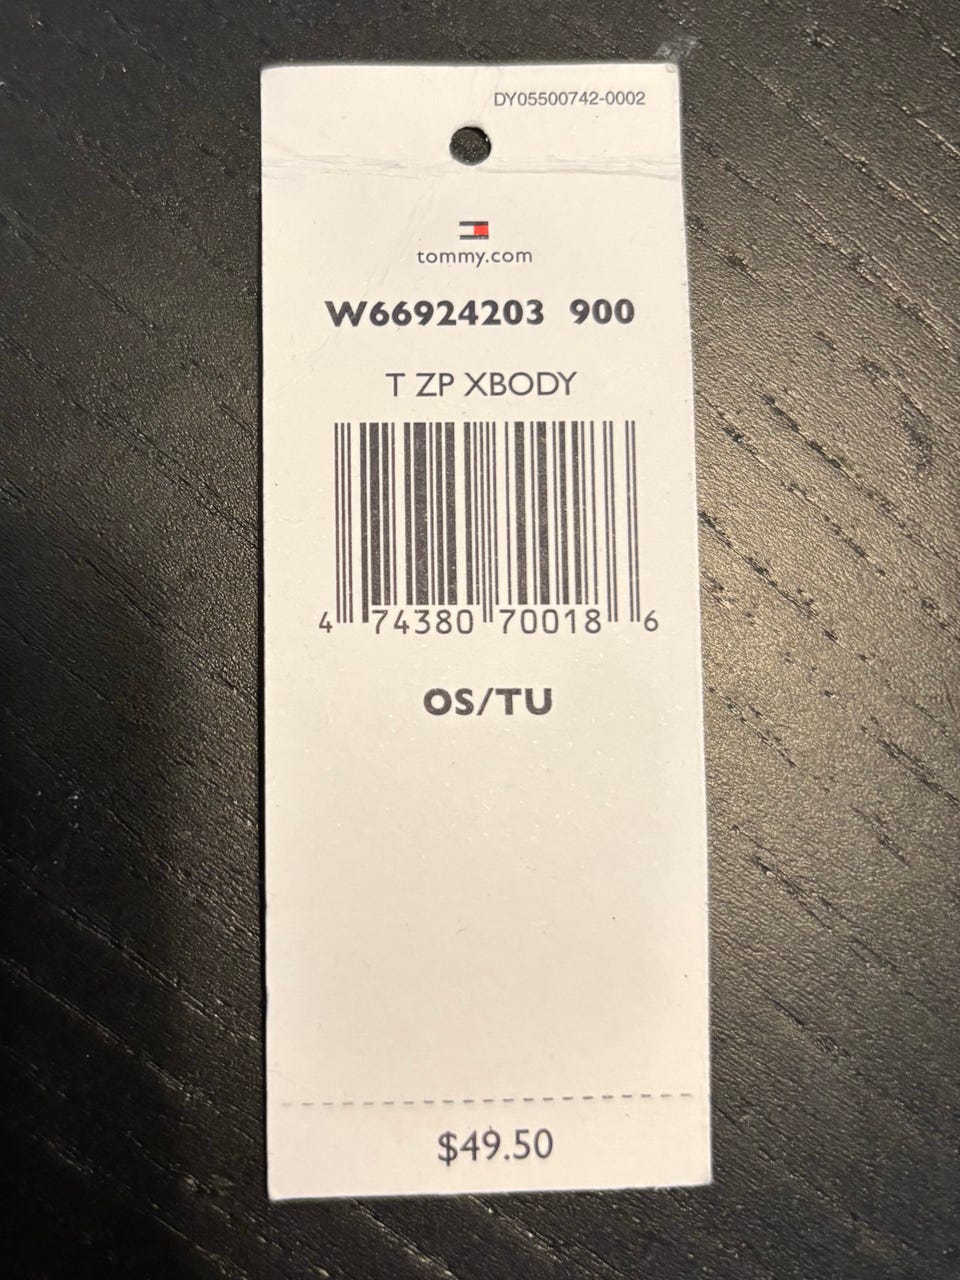 DY05500742-0002
tommy.com
W66924203 900
T ZP XBODY
4 74380 70018 6
OS/TU
$49.50